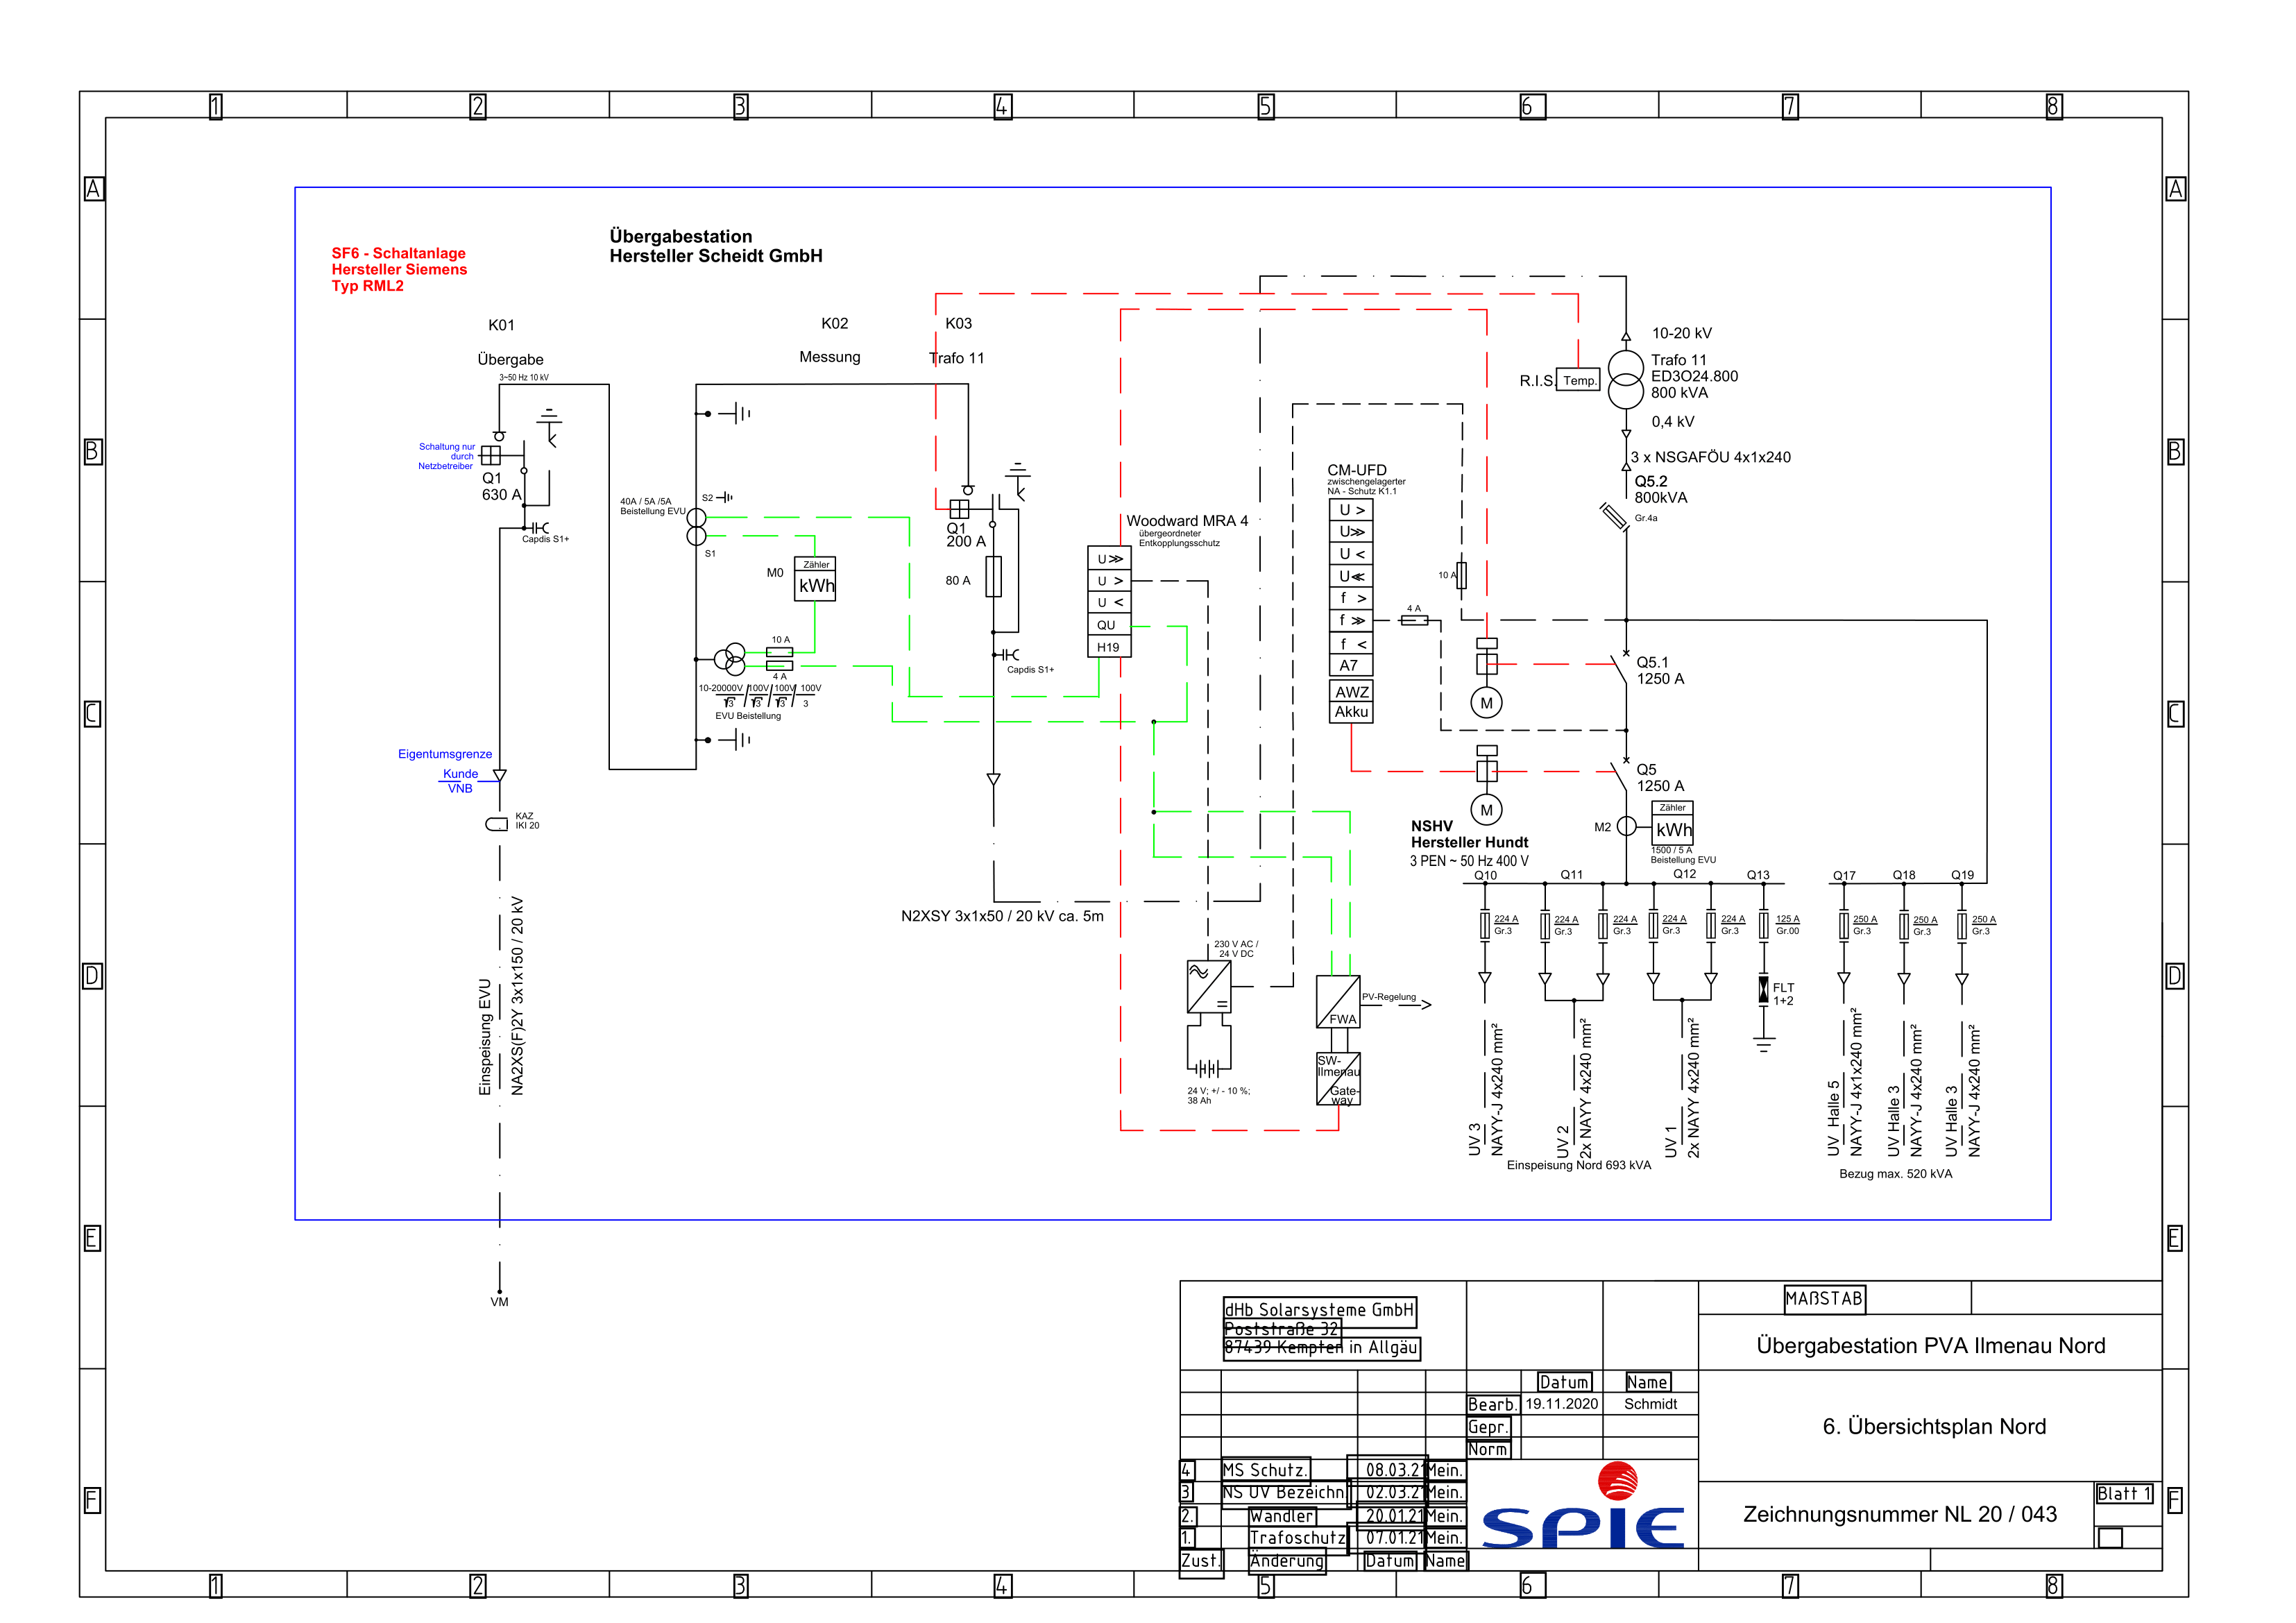 1 2 3 4 5 6 7 8
A A
B B
C C
D D
E E
F F
SF6 - Schaltanlage
Hersteller Siemens
Typ RML2
Übergabestation
Hersteller Scheidt GmbH
K01
Übergabe
3~50 Hz 10 kV
K02
Messung
K03
Trafo 11
Schaltung nur
durch
Netzbetreiber
Q1
630 A
Capdis S1+
40A / 5A /5A
Beistellung EVU
S2
S1
M0
Zähler
kWh
10 A
4 A
10-20000V / 100V / 100V / 100V
√3 √3 √3 3
EVU Beistellung
Q1
200 A
80 A
Capdis S1+
Eigentumsgrenze
Kunde
VNB
KAZ
IKI 20
Einspeisung EVU
NA2XS(F)2Y 3x1x150 / 20 kV
VM
N2XSY 3x1x50 / 20 kV ca. 5m
Woodward MRA 4
übergeordneter
Entkopplungsschutz
U >>
U >
U <
QU
H19
CM-UFD
zwischengelagerter
NA - Schutz K1.1
U >
U>>
U <
U<<
f >
f >>
f <
A7
AWZ
Akku
4 A
10 A
R.I.S.
Temp.
10-20 kV
Trafo 11
ED3O24.800
800 kVA
0,4 kV
3 x NSGAFÖU 4x1x240
Q5.2
800kVA
Gr.4a
Q5.1
1250 A
M
Q5
1250 A
M
M2
Zähler
kWh
1500 / 5 A
Beistellung EVU
NSHV
Hersteller Hundt
3 PEN ~ 50 Hz 400 V
Q10 Q11 Q12 Q13 Q17 Q18 Q19
224 A 224 A 224 A 224 A 224 A 125 A 250 A 250 A 250 A
Gr.3 Gr.3 Gr.3 Gr.3 Gr.3 Gr.00 Gr.3 Gr.3 Gr.3
FLT
1+2
230 V AC /
24 V DC
24 V; +/ - 10 %;
38 Ah
FWA
PV-Regelung
SW-
Ilmenau
Gate-
way
UV 3
NAYY-J 4x240 mm²
UV 2
2x NAYY 4x240 mm²
UV 1
2x NAYY 4x240 mm²
UV Halle 5
NAYY-J 4x1x240 mm²
UV Halle 3
NAYY-J 4x240 mm²
UV Halle 3
NAYY-J 4x240 mm²
Einspeisung Nord 693 kVA
Bezug max. 520 kVA
dHb Solarsysteme GmbH
Poststraße 32
87439 Kempten in Allgäu
MAßSTAB
Übergabestation PVA Ilmenau Nord
Datum Name
Bearb. 19.11.2020 Schmidt
Gepr.
Norm
6. Übersichtsplan Nord
4 MS Schutz. 08.03.21 Mein.
3 NS UV Bezeichn. 02.03.21 Mein.
2. Wandler 20.01.21 Mein.
1. Trafoschutz 07.01.21 Mein.
Zust. Änderung Datum Name
SPIE
Zeichnungsnummer NL 20 / 043
Blatt 1
1 2 3 4 5 6 7 8